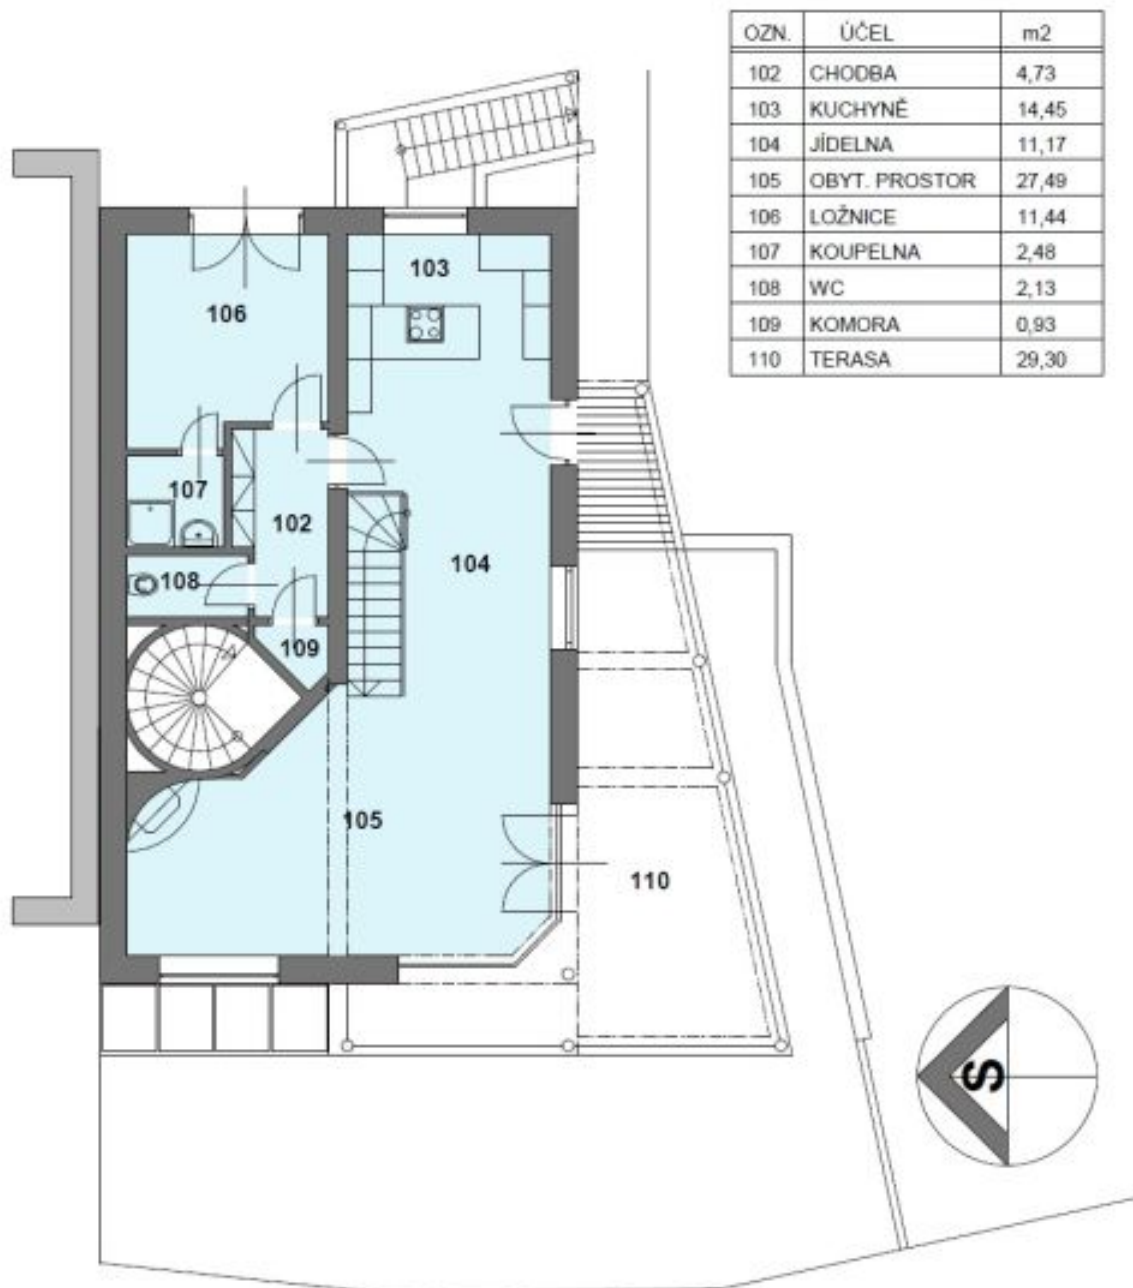 OZN. ÚČEL m2
102 CHODBA 4,73
103 KUCHYNĚ 14,45
104 JÍDELNA 11,17
105 OBYT. PROSTOR 27,49
106 LOŽNICE 11,44
107 KOUPELNA 2,48
108 WC 2,13
109 KOMORA 0,93
110 TERASA 29,30
103
106
107
102
104
108
109
105
110
S